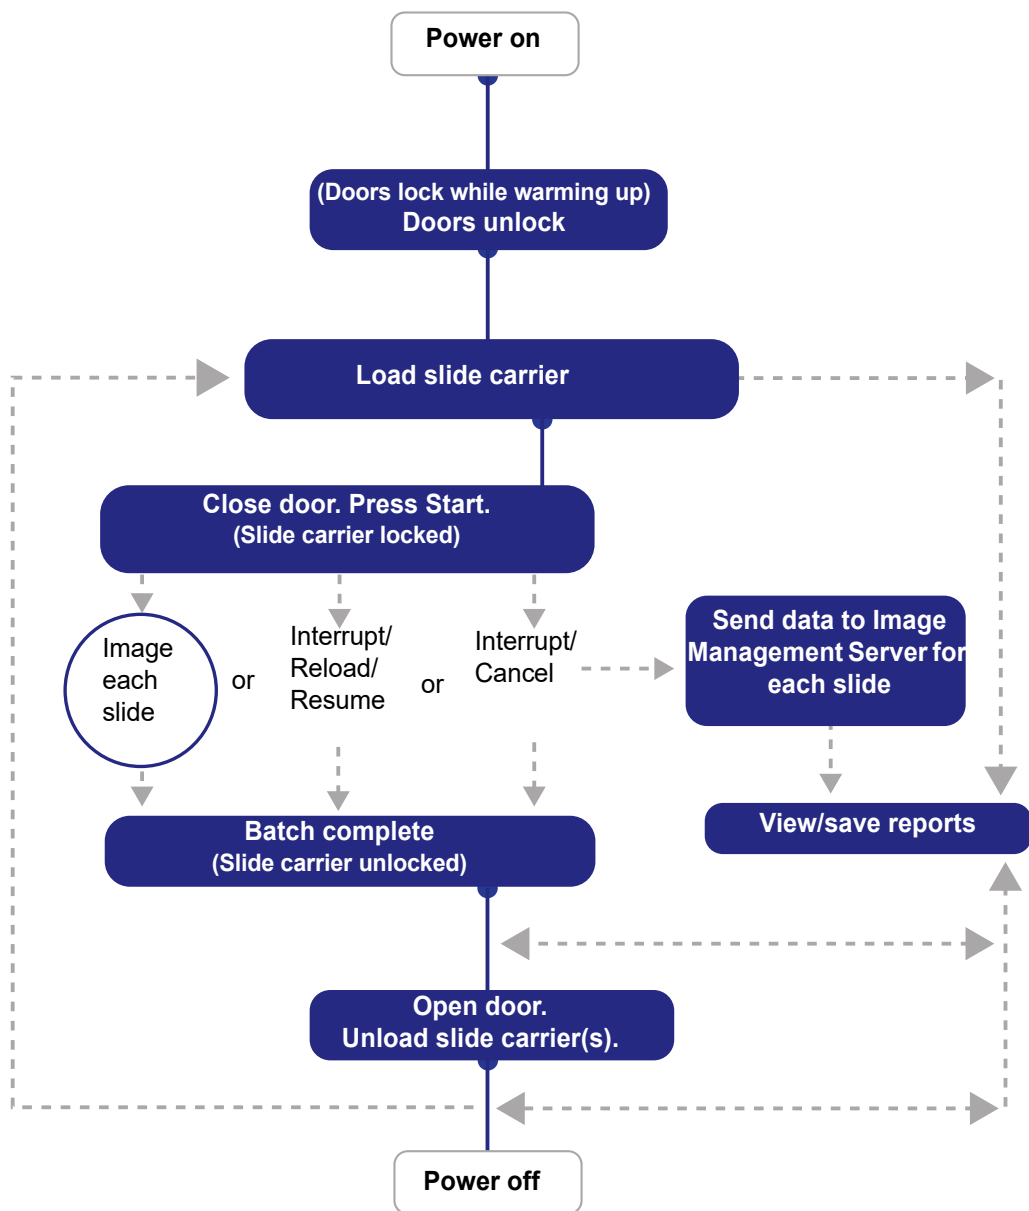 Power on
(Doors lock while warming up)
Doors unlock
Load slide carrier
Close door. Press Start.
(Slide carrier locked)
Image
each
slide
or
Interrupt/
Reload/
Resume
or
Interrupt/
Cancel
Send data to Image
Management Server for
each slide
Batch complete
(Slide carrier unlocked)
View/save reports
Open door.
Unload slide carrier(s).
Power off